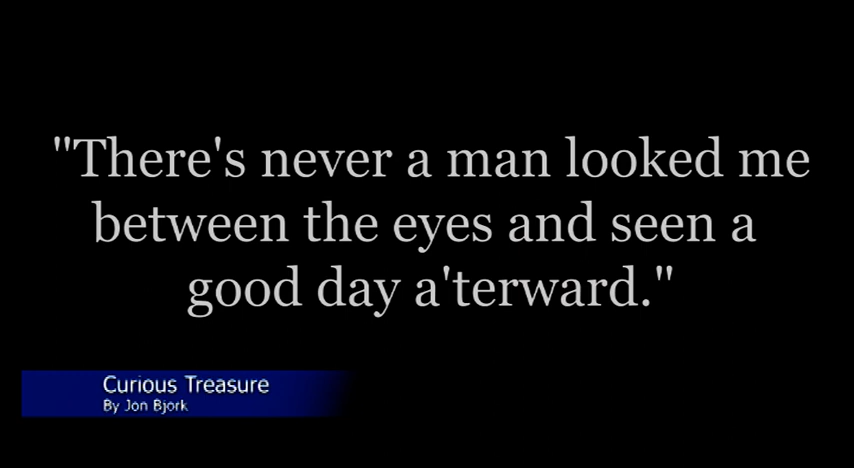 "There's never a man looked me
between the eyes and seen a
good day a'terward."
Curious Treasure
By Jon Bjork